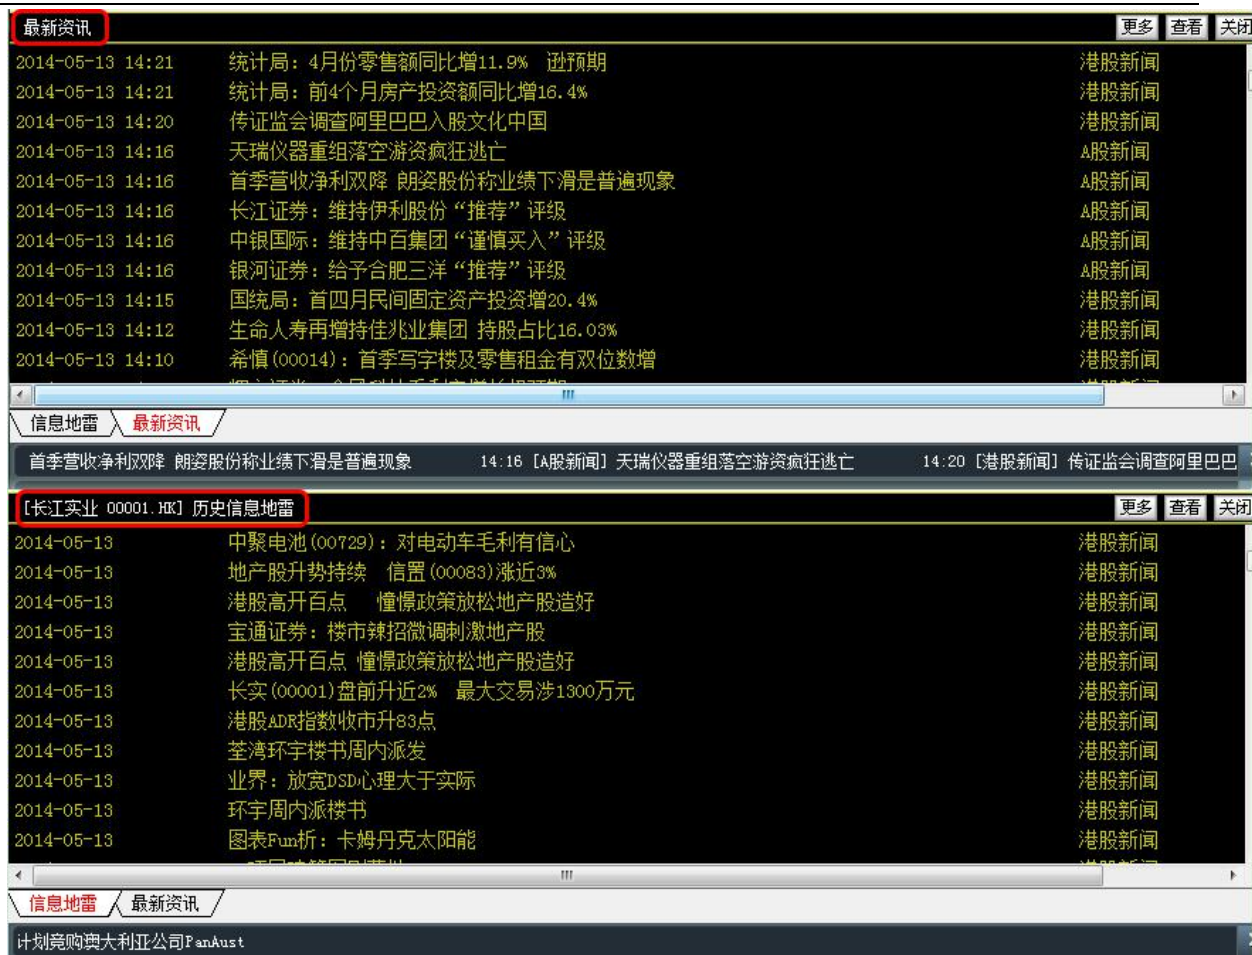 最新资讯 更多 查看 关闭
2014-05-13 14:21 统计局：4月份零售额同比增11.9% 逊预期 港股新闻
2014-05-13 14:21 统计局：前4个月房产投资额同比增16.4% 港股新闻
2014-05-13 14:20 传证监会调查阿里巴巴入股文化中国 港股新闻
2014-05-13 14:16 天瑞仪器重组落空游资疯狂逃亡 A股新闻
2014-05-13 14:16 首季营收净利双降 朗姿股份称业绩下滑是普遍现象 A股新闻
2014-05-13 14:16 长江证券：维持伊利股份“推荐”评级 A股新闻
2014-05-13 14:16 中银国际：维持中百集团“谨慎买入”评级 A股新闻
2014-05-13 14:16 银河证券：给予合肥三洋“推荐”评级 A股新闻
2014-05-13 14:15 国统局：首四月民间固定资产投资增20.4% 港股新闻
2014-05-13 14:12 生命人寿再增持佳兆业集团 持股占比16.03% 港股新闻
2014-05-13 14:10 希慎(00014)：首季写字楼及零售租金有双位数增 港股新闻
信息地雷 最新资讯
首季营收净利双降 朗姿股份称业绩下滑是普遍现象 14:16 [A股新闻] 天瑞仪器重组落空游资疯狂逃亡 14:20 [港股新闻] 传证监会调查阿里巴巴
[长江实业 00001.HK] 历史信息地雷 更多 查看 关闭
2014-05-13 中聚电池(00729)：对电动车毛利有信心 港股新闻
2014-05-13 地产股升势持续 信置(00083)涨近3% 港股新闻
2014-05-13 港股高开百点 憧憬政策放松地产股造好 港股新闻
2014-05-13 宝通证券：楼市辣招微调刺激地产股 港股新闻
2014-05-13 港股高开百点 憧憬政策放松地产股造好 港股新闻
2014-05-13 长实(00001)盘前升近2% 最大交易涉1300万元 港股新闻
2014-05-13 港股ADR指数收市升83点 港股新闻
2014-05-13 荃湾环宇楼书周内派发 港股新闻
2014-05-13 业界：放宽DSD心理大于实际 港股新闻
2014-05-13 环宇周内派楼书 港股新闻
2014-05-13 图表Fun析：卡姆丹克太阳能 港股新闻
信息地雷 最新资讯
计划竞购澳大利亚公司PanAust